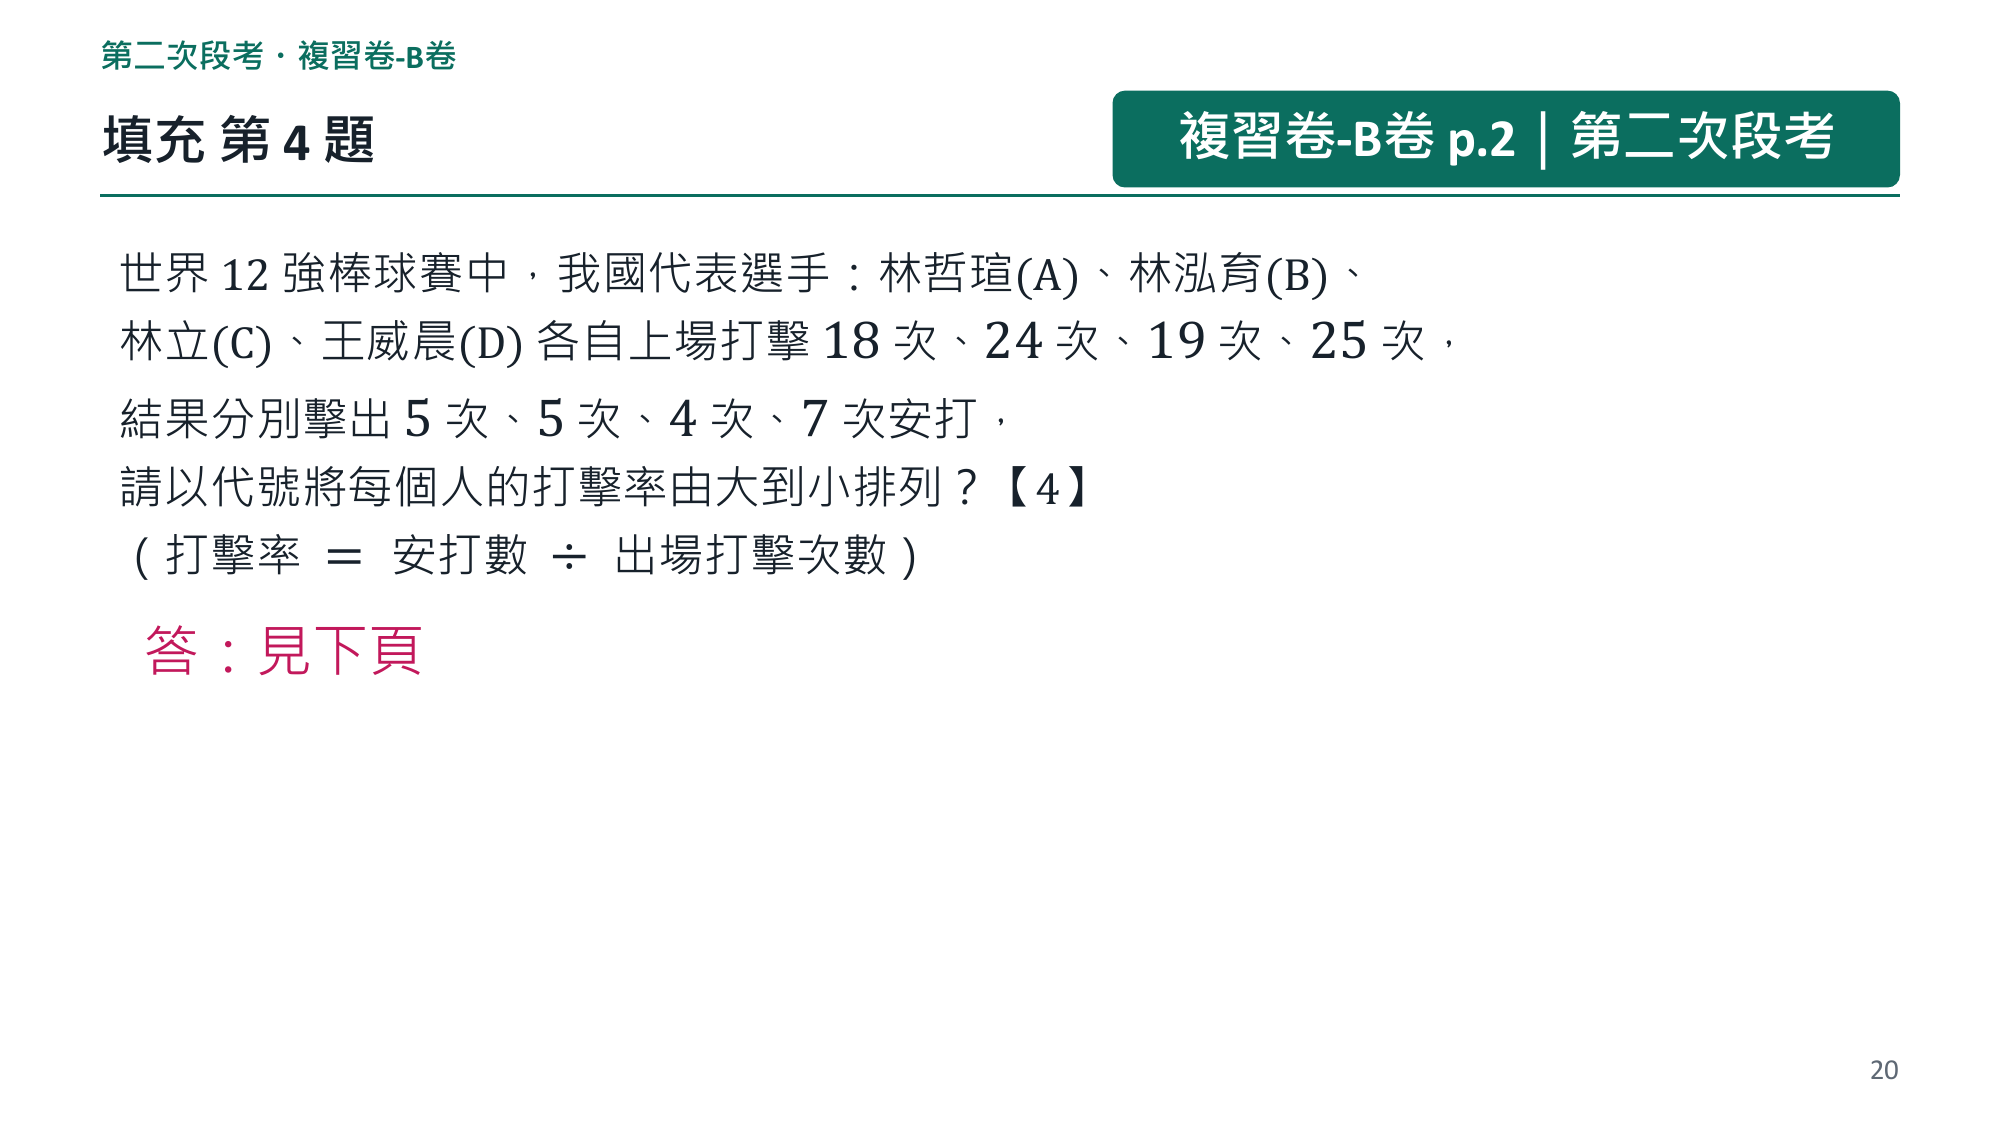 第二次段考・複習卷-B卷
填充 第 4 題
複習卷-B卷 p.2｜第二次段考
世界 12 強棒球賽中，我國代表選手：林哲瑄(A)、林泓育(B)、
林立(C)、王威晨(D) 各自上場打擊 18 次、24 次、19 次、25 次，
結果分別擊出 5 次、5 次、4 次、7 次安打，
請以代號將每個人的打擊率由大到小排列？【4】
（打擊率 = 安打數 ÷ 出場打擊次數）
答：見下頁
20